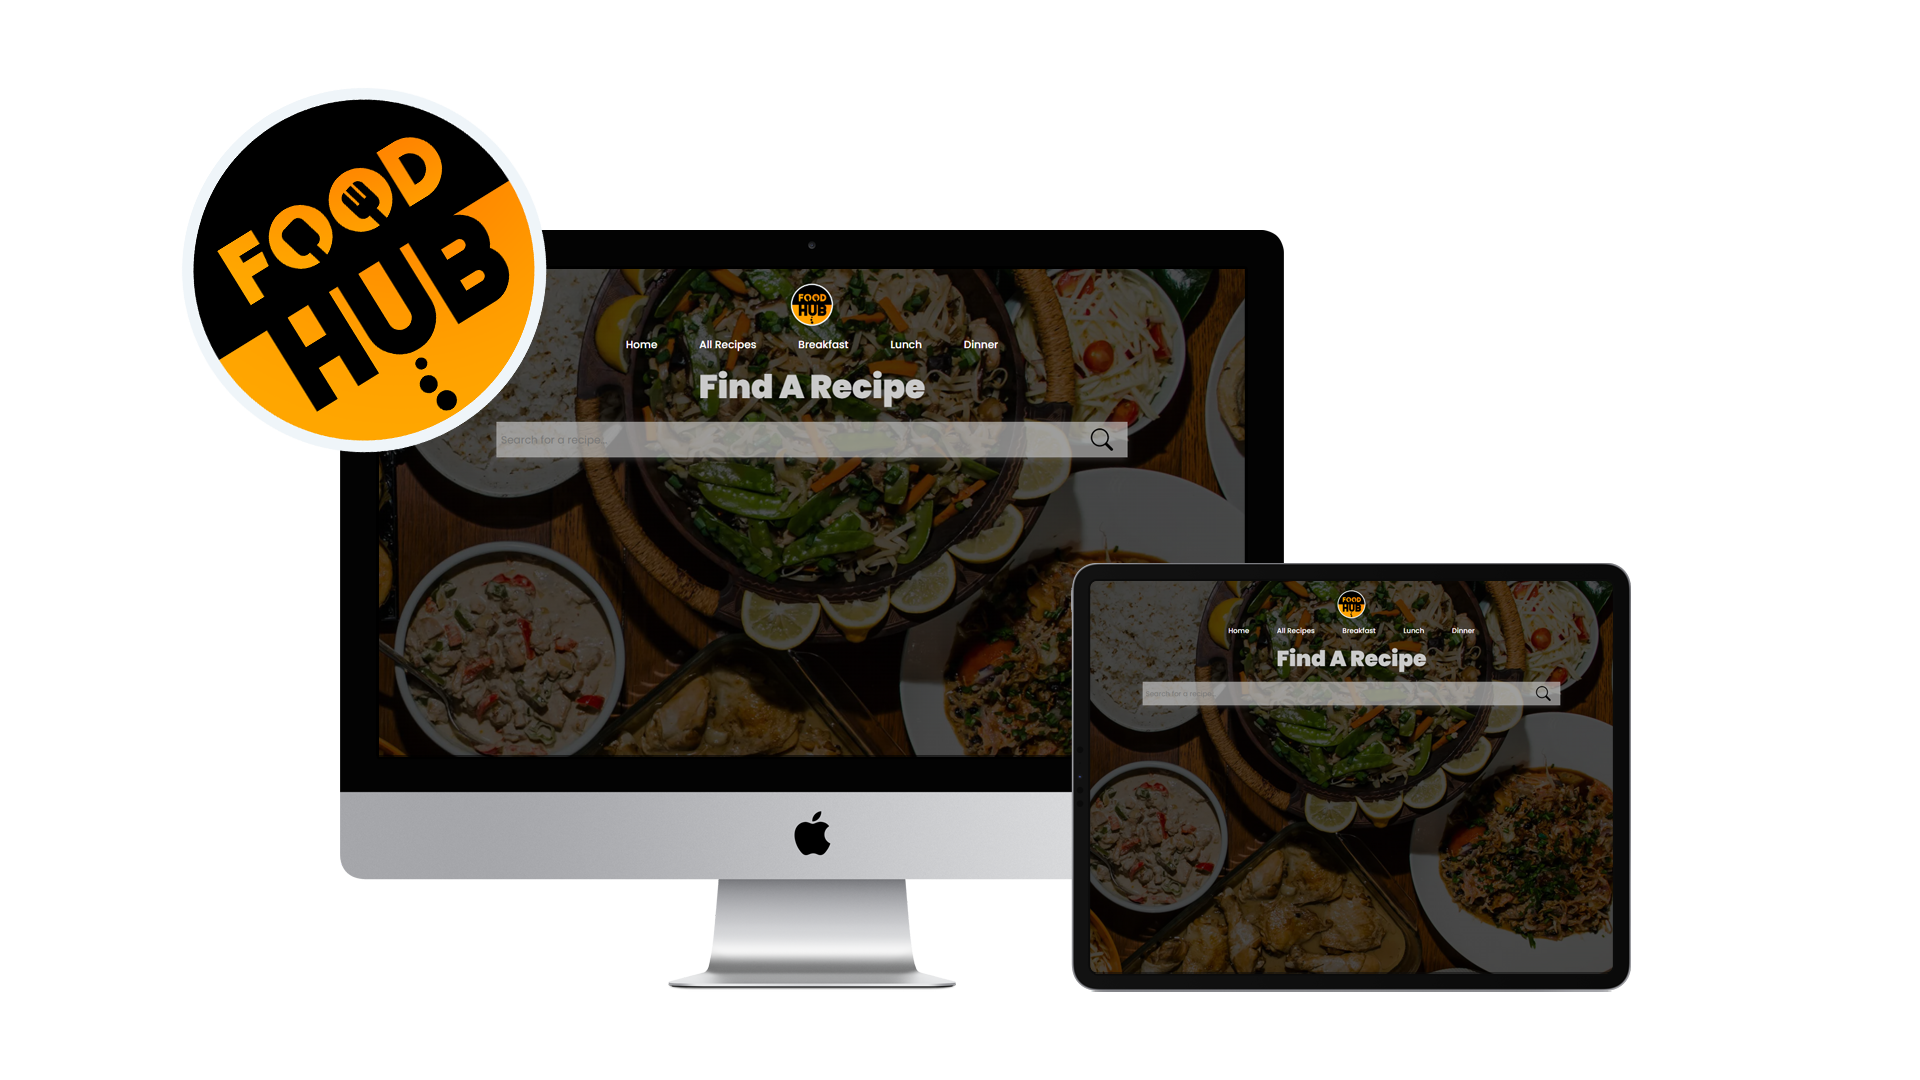 FOOD
HUB
FOOD
HUB
Home All Recipes Breakfast Lunch Dinner
Find A Recipe
Search for a recipe...
FOOD
HUB
Home All Recipes Breakfast Lunch Dinner
Find A Recipe
Search for a recipe...